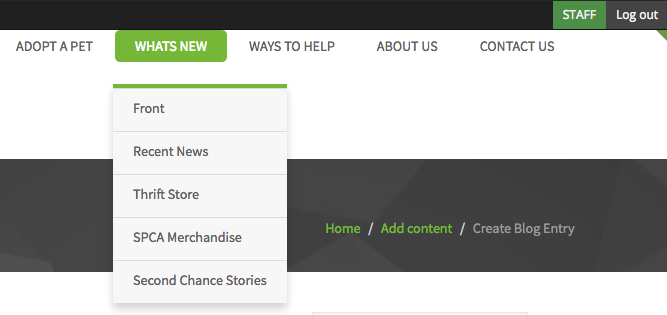 STAFF Log out
ADOPT A PET WHATS NEW WAYS TO HELP ABOUT US CONTACT US
Front
Recent News
Thrift Store
SPCA Merchandise
Second Chance Stories
Home / Add content / Create Blog Entry